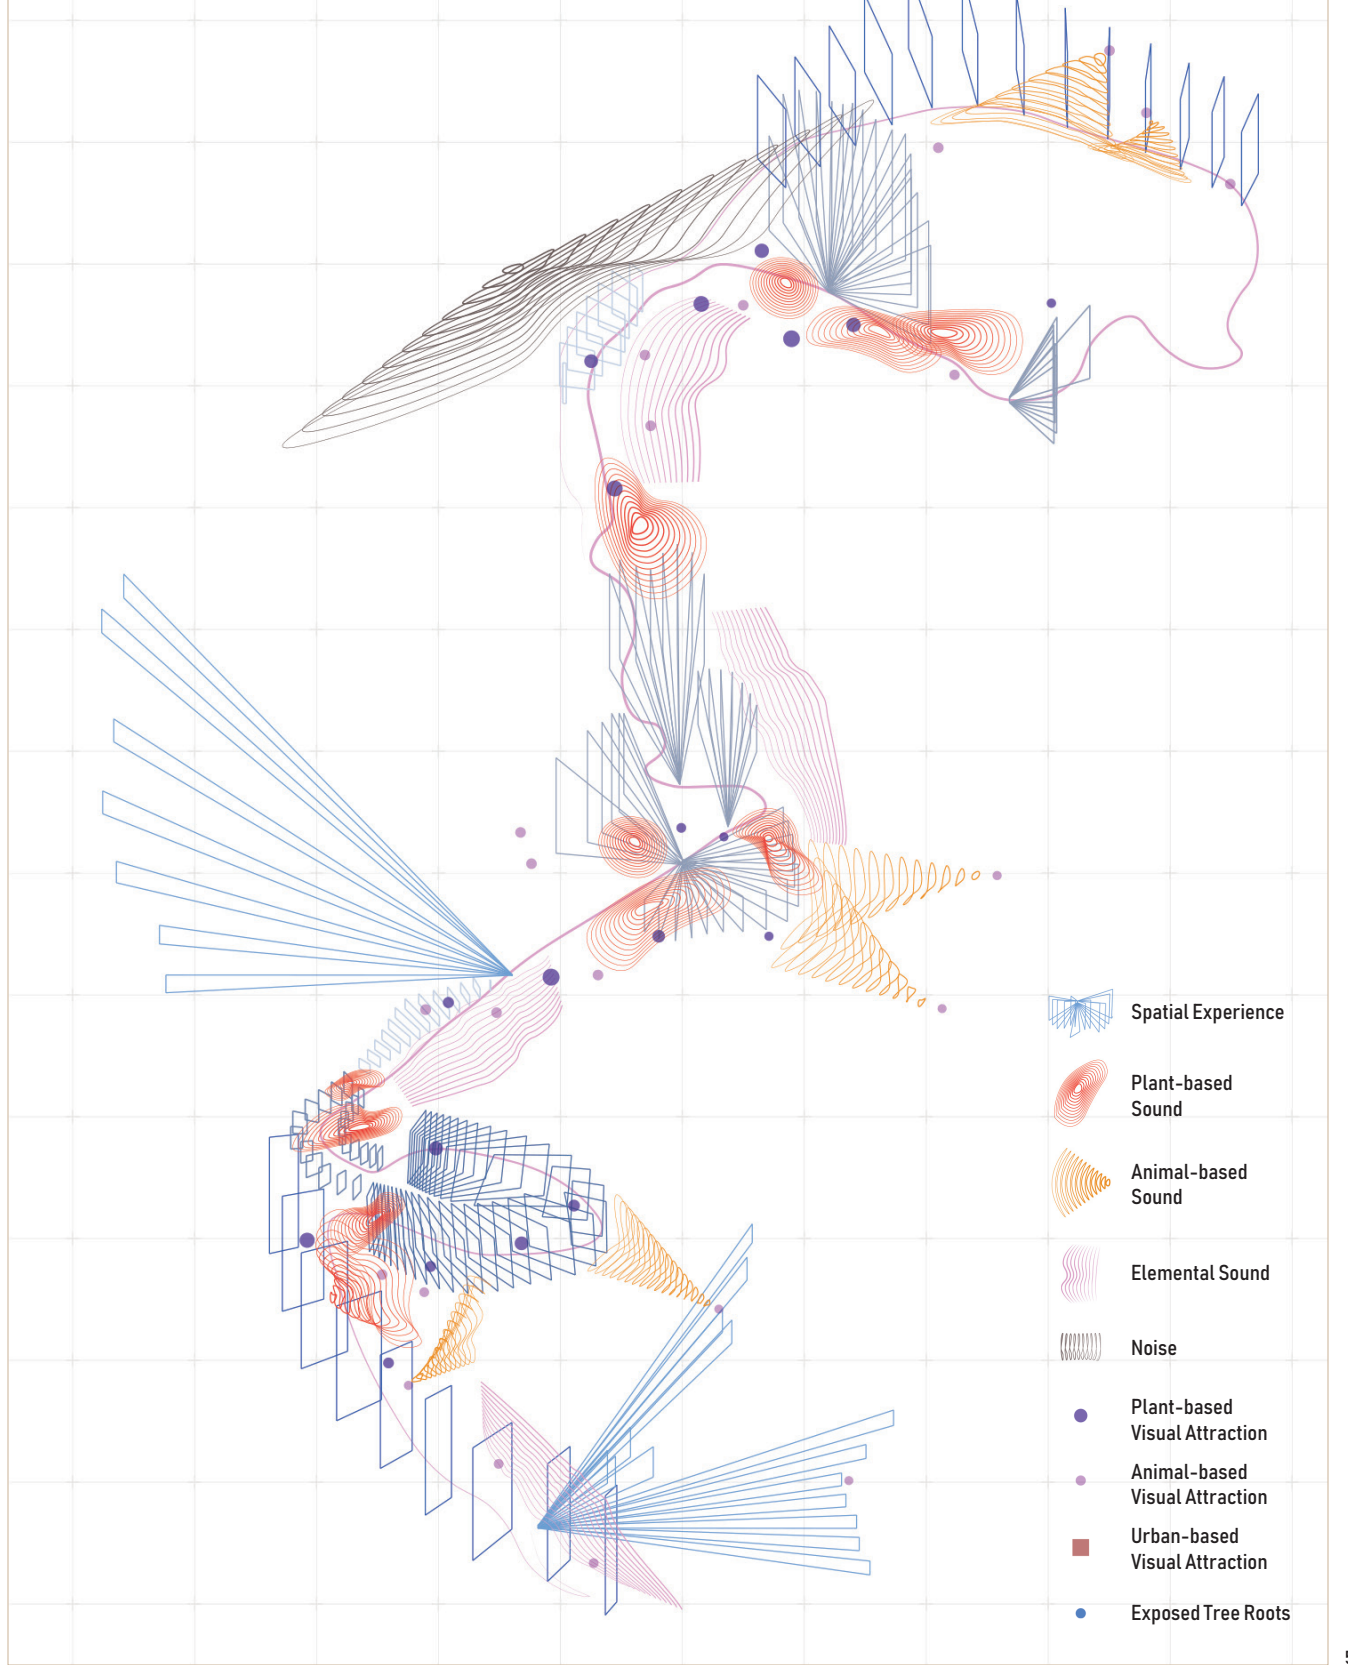 Spatial Experience
Plant-based
Sound
Animal-based
Sound
Elemental Sound
Noise
Plant-based
Visual Attraction
Animal-based
Visual Attraction
Urban-based
Visual Attraction
Exposed Tree Roots